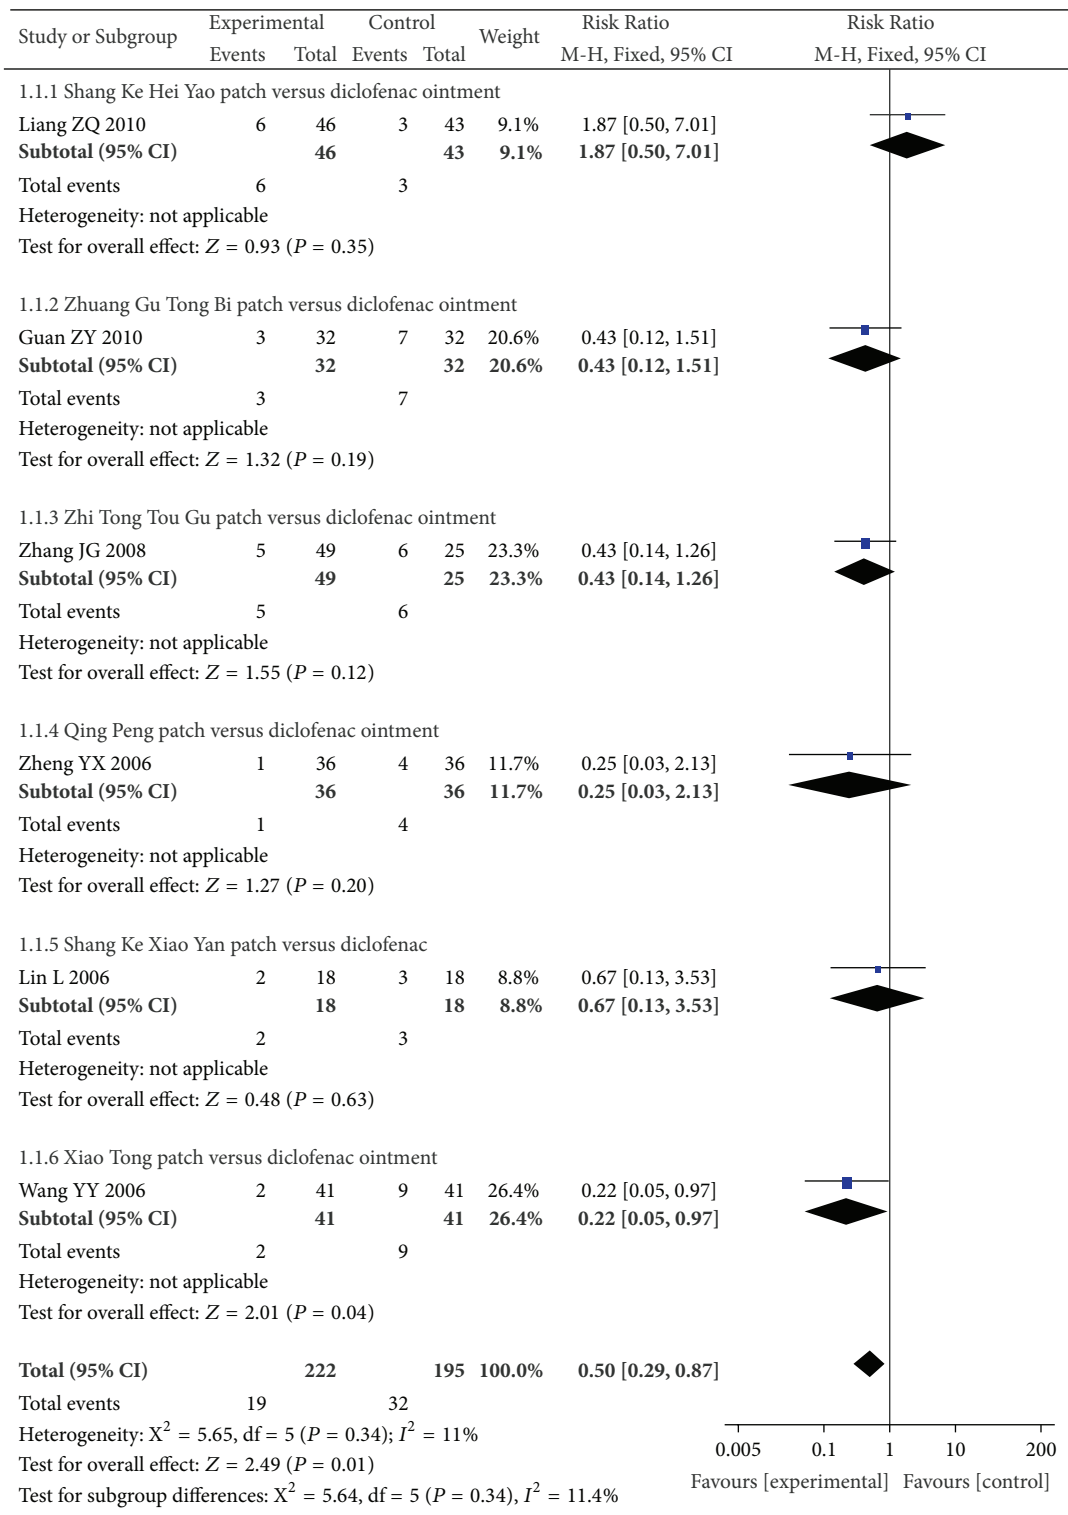 Study or Subgroup Experimental Control Weight Risk Ratio Risk Ratio
Events Total Events Total M-H, Fixed, 95% CI M-H, Fixed, 95% CI
1.1.1 Shang Ke Hei Yao patch versus diclofenac ointment
Liang ZQ 2010 6 46 3 43 9.1% 1.87 [0.50, 7.01]
Subtotal (95% CI) 46 43 9.1% 1.87 [0.50, 7.01]
Total events 6 3
Heterogeneity: not applicable
Test for overall effect: Z = 0.93 (P = 0.35)
1.1.2 Zhuang Gu Tong Bi patch versus diclofenac ointment
Guan ZY 2010 3 32 7 32 20.6% 0.43 [0.12, 1.51]
Subtotal (95% CI) 32 32 20.6% 0.43 [0.12, 1.51]
Total events 3 7
Heterogeneity: not applicable
Test for overall effect: Z = 1.32 (P = 0.19)
1.1.3 Zhi Tong Tou Gu patch versus diclofenac ointment
Zhang JG 2008 5 49 6 25 23.3% 0.43 [0.14, 1.26]
Subtotal (95% CI) 49 25 23.3% 0.43 [0.14, 1.26]
Total events 5 6
Heterogeneity: not applicable
Test for overall effect: Z = 1.55 (P = 0.12)
1.1.4 Qing Peng patch versus diclofenac ointment
Zheng YX 2006 1 36 4 36 11.7% 0.25 [0.03, 2.13]
Subtotal (95% CI) 36 36 11.7% 0.25 [0.03, 2.13]
Total events 1 4
Heterogeneity: not applicable
Test for overall effect: Z = 1.27 (P = 0.20)
1.1.5 Shang Ke Xiao Yan patch versus diclofenac
Lin L 2006 2 18 3 18 8.8% 0.67 [0.13, 3.53]
Subtotal (95% CI) 18 18 8.8% 0.67 [0.13, 3.53]
Total events 2 3
Heterogeneity: not applicable
Test for overall effect: Z = 0.48 (P = 0.63)
1.1.6 Xiao Tong patch versus diclofenac ointment
Wang YY 2006 2 41 9 41 26.4% 0.22 [0.05, 0.97]
Subtotal (95% CI) 41 41 26.4% 0.22 [0.05, 0.97]
Total events 2 9
Heterogeneity: not applicable
Test for overall effect: Z = 2.01 (P = 0.04)
Total (95% CI) 222 195 100.0% 0.50 [0.29, 0.87]
Total events 19 32
Heterogeneity: X² = 5.65, df = 5 (P = 0.34); I² = 11%
Test for overall effect: Z = 2.49 (P = 0.01)
Test for subgroup differences: X² = 5.64, df = 5 (P = 0.34), I² = 11.4%
0.005 0.1 1 10 200
Favours [experimental] Favours [control]